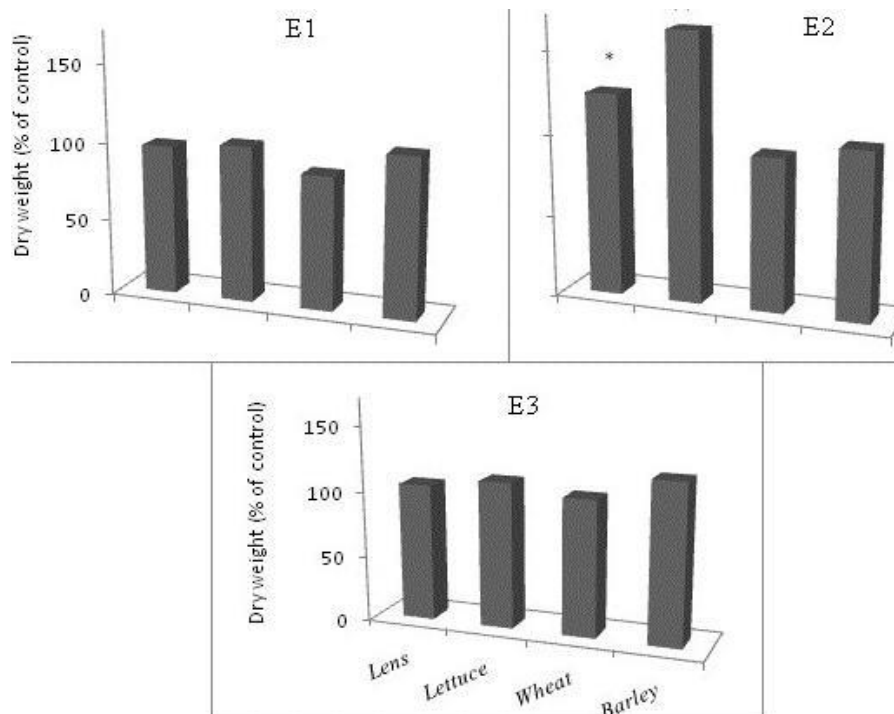 E1
Dry weight (% of control)
150
100
50
0
E2
*
E3
Dry weight (% of control)
150
100
50
0
Lens
Lettuce
Wheat
Barley